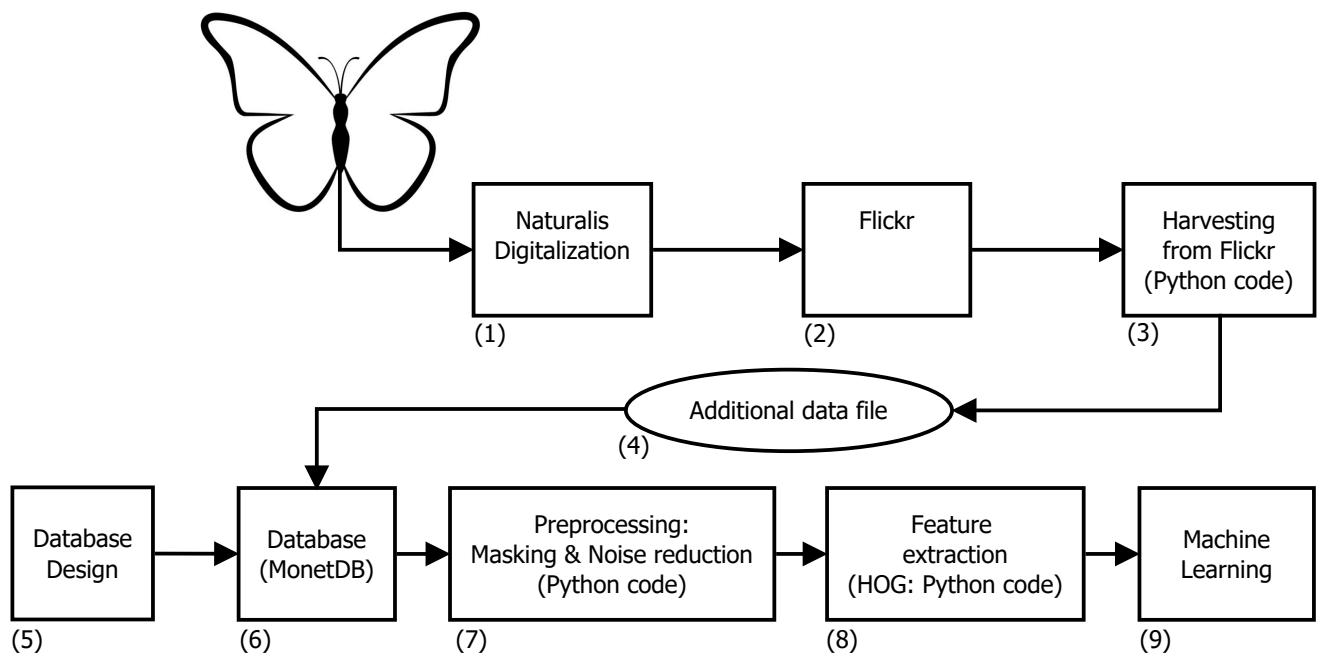 Naturalis
Digitalization
(1)
Flickr
(2)
Harvesting
from Flickr
(Python code)
(3)
Additional data file
(4)
Database
Design
(5)
Database
(MonetDB)
(6)
Preprocessing:
Masking & Noise reduction
(Python code)
(7)
Feature
extraction
(HOG: Python code)
(8)
Machine
Learning
(9)